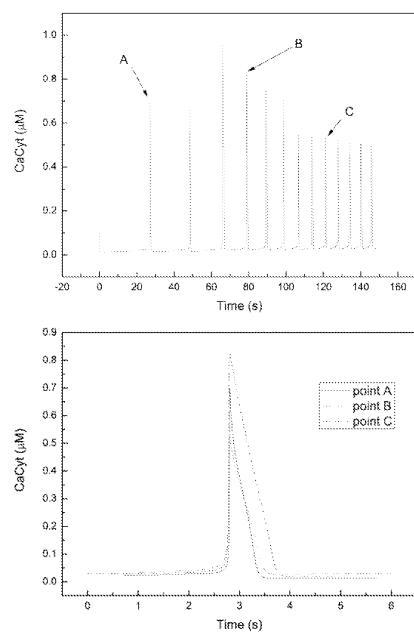 1.0
0.8
0.6
0.4
0.2
0.0
CaCyt (μM)
A
B
C
-20 0 20 40 60 80 100 120 140 160
Time (s)
0.9
0.8
0.7
0.6
0.5
0.4
0.3
0.2
0.1
0.0
CaCyt (μM)
point A
point B
point C
0 1 2 3 4 5 6
Time (s)